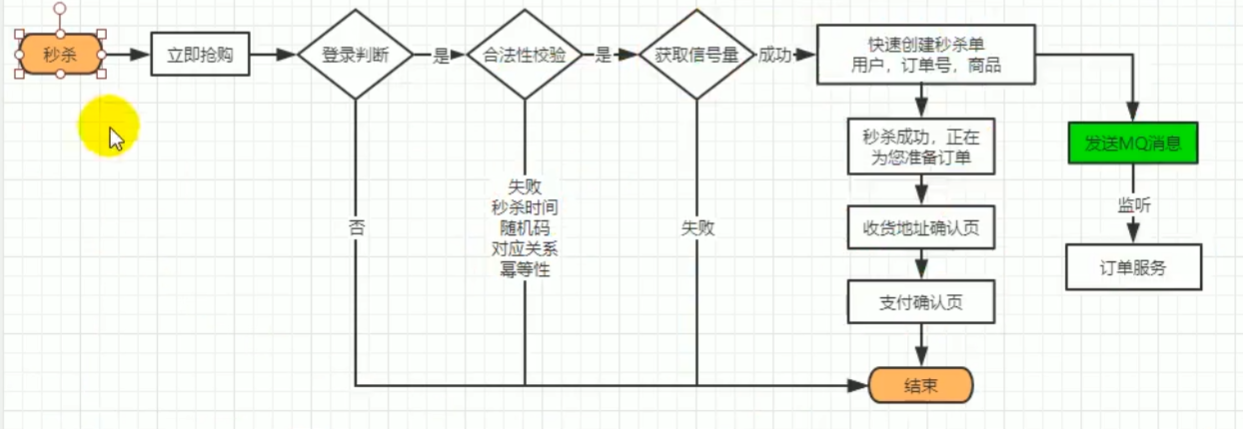 秒杀
立即抢购
登录判断
是
合法性校验
是
获取信号量
成功
快速创建秒杀单
用户，订单号，商品
秒杀成功，正在
为您准备订单
发送MQ消息
失败
秒杀时间
随机码
对应关系
幂等性
否
失败
监听
收货地址确认页
订单服务
支付确认页
结束